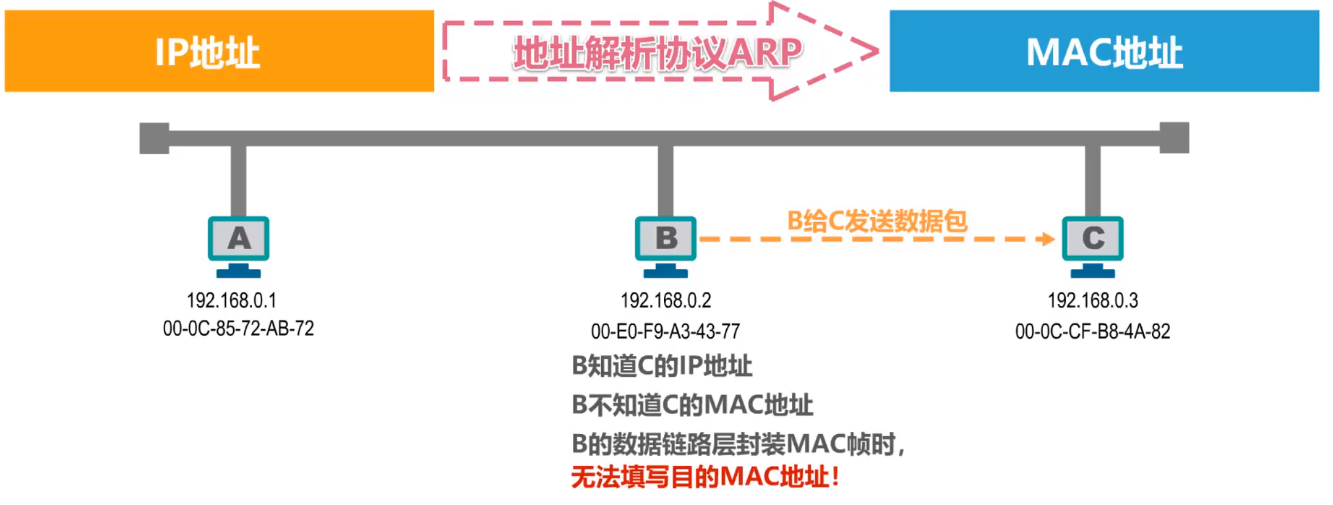 IP地址
地址解析协议ARP
MAC地址
B给C发送数据包
A
B
C
192.168.0.1
192.168.0.2
192.168.0.3
00-0C-85-72-AB-72
00-E0-F9-A3-43-77
00-0C-CF-B8-4A-82
B知道C的IP地址
B不知道C的MAC地址
B的数据链路层封装MAC帧时，
无法填写目的MAC地址！